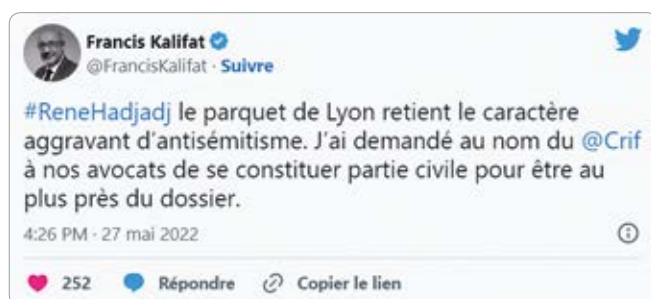 Francis Kalifat
@FrancisKalifat · Suivre
#ReneHadjadj le parquet de Lyon retient le caractère
aggravant d'antisémitisme. J'ai demandé au nom du @Crif
à nos avocats de se constituer partie civile pour être au
plus près du dossier.
4:26 PM · 27 mai 2022
252 Répondre Copier le lien